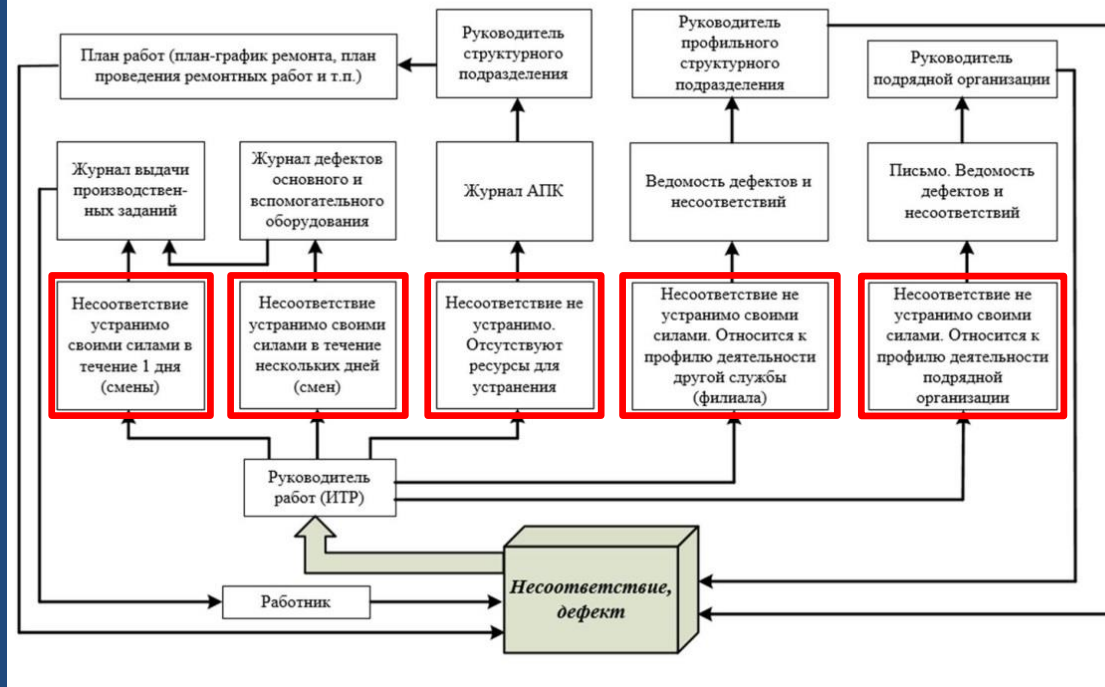 План работ (план-график ремонта, план
проведения ремонтных работ и т.п.)
Руководитель
структурного
подразделения
Руководитель
профильного
структурного
подразделения
Руководитель
подрядной организации
Журнал выдачи
производствен-
ных заданий
Журнал дефектов
основного и
вспомогательного
оборудования
Журнал АПК
Ведомость дефектов и
несоответствий
Письмо. Ведомость
дефектов и
несоответствий
Несоответствие
устранимо
своими силами в
течение 1 дня
(смены)
Несоответствие
устранимо своими
силами в течение
нескольких дней
(смен)
Несоответствие не
устранимо.
Отсутствуют
ресурсы для
устранения
Несоответствие не
устранимо своими
силами. Относится к
профилю деятельности
другой службы
(филиала)
Несоответствие не
устранимо своими
силами. Относится к
профилю деятельности
подрядной
организации
Руководитель
работ (ИТР)
Работник
Несоответствие,
дефект